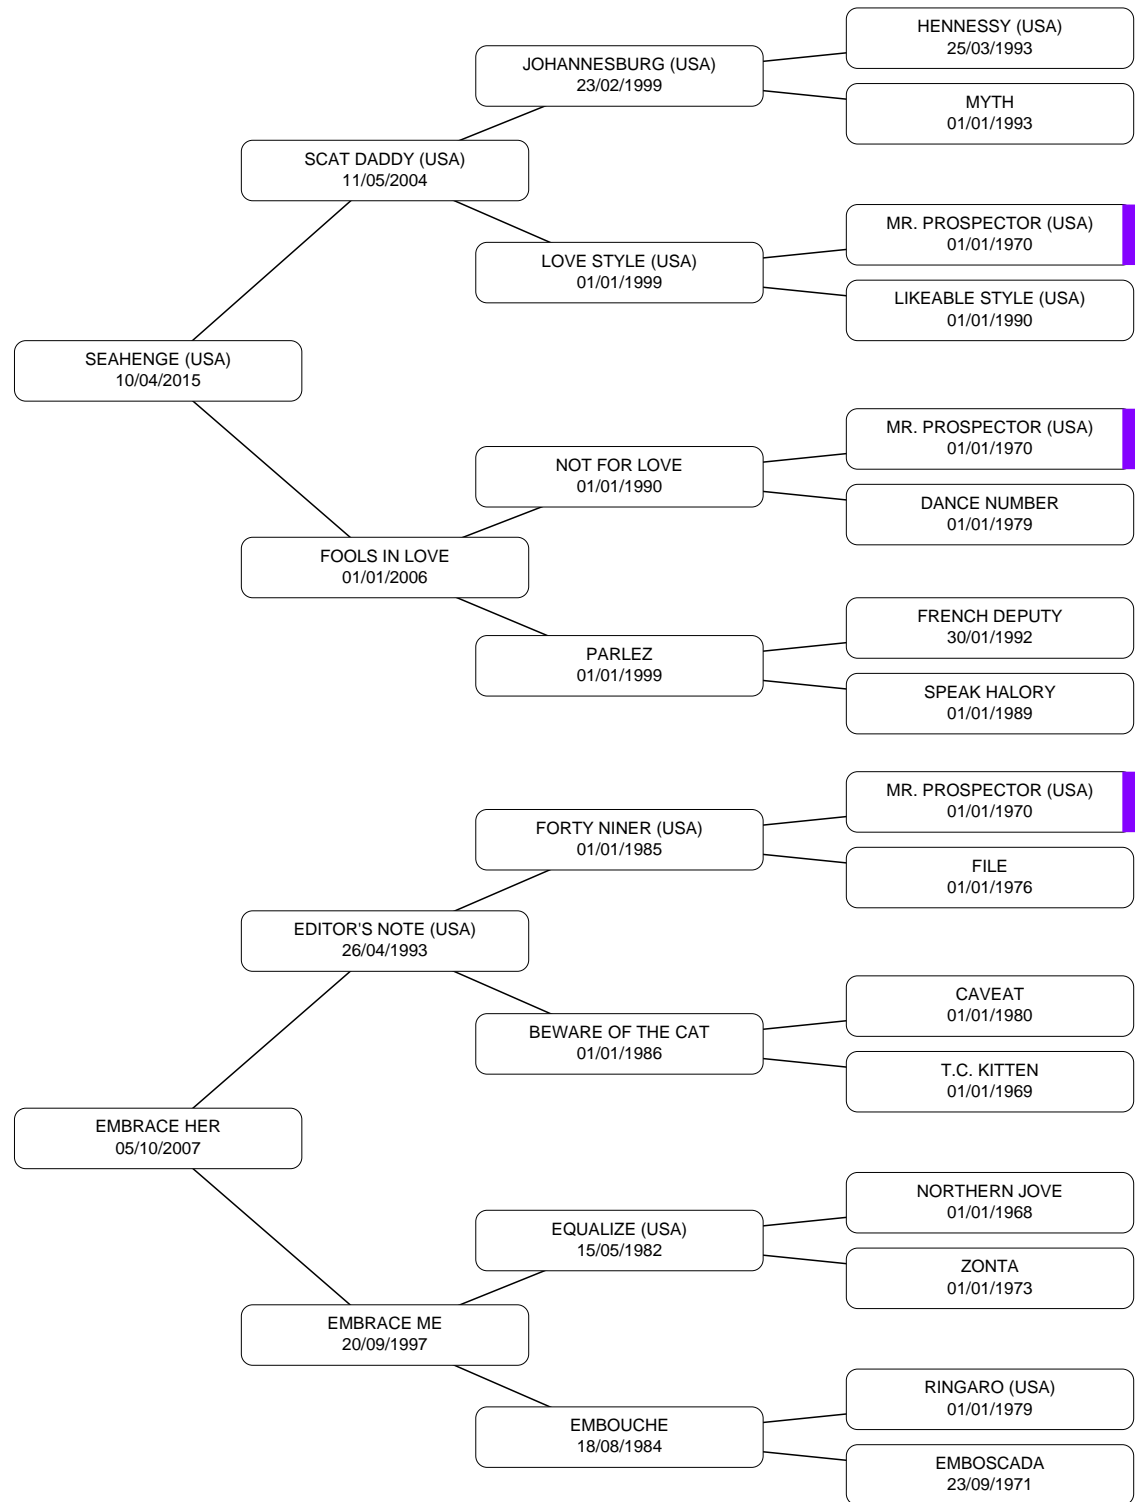 HENNESSY (USA)
25/03/1993
JOHANNESBURG (USA)
23/02/1999
MYTH
01/01/1993
SCAT DADDY (USA)
11/05/2004
MR. PROSPECTOR (USA)
01/01/1970
LOVE STYLE (USA)
01/01/1999
LIKEABLE STYLE (USA)
01/01/1990
SEAHENGE (USA)
10/04/2015
MR. PROSPECTOR (USA)
01/01/1970
NOT FOR LOVE
01/01/1990
DANCE NUMBER
01/01/1979
FOOLS IN LOVE
01/01/2006
FRENCH DEPUTY
30/01/1992
PARLEZ
01/01/1999
SPEAK HALORY
01/01/1989
MR. PROSPECTOR (USA)
01/01/1970
FORTY NINER (USA)
01/01/1985
FILE
01/01/1976
EDITOR'S NOTE (USA)
26/04/1993
CAVEAT
01/01/1980
BEWARE OF THE CAT
01/01/1986
T.C. KITTEN
01/01/1969
EMBRACE HER
05/10/2007
NORTHERN JOVE
01/01/1968
EQUALIZE (USA)
15/05/1982
ZONTA
01/01/1973
EMBRACE ME
20/09/1997
RINGARO (USA)
01/01/1979
EMBOUCHE
18/08/1984
EMBOSCADA
23/09/1971